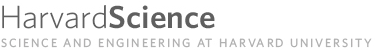 HarvardScience
SCIENCE AND ENGINEERING AT HARVARD UNIVERSITY